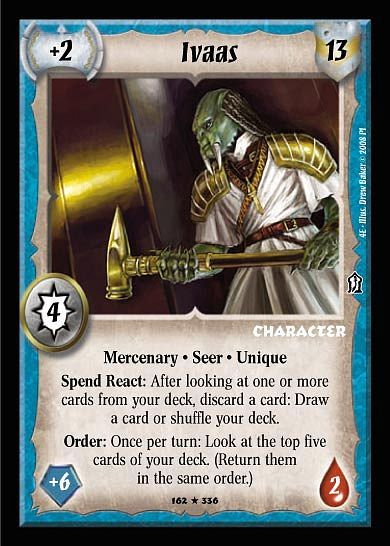 +2
Ivaas
13
4E · Illus. Drew Baker © 2008 PI
4
CHARACTER
Mercenary • Seer • Unique
Spend React: After looking at one or more
cards from your deck, discard a card: Draw
a card or shuffle your deck.
Order: Once per turn: Look at the top five
cards of your deck. (Return them
in the same order.)
+6
2
162 ★ 336